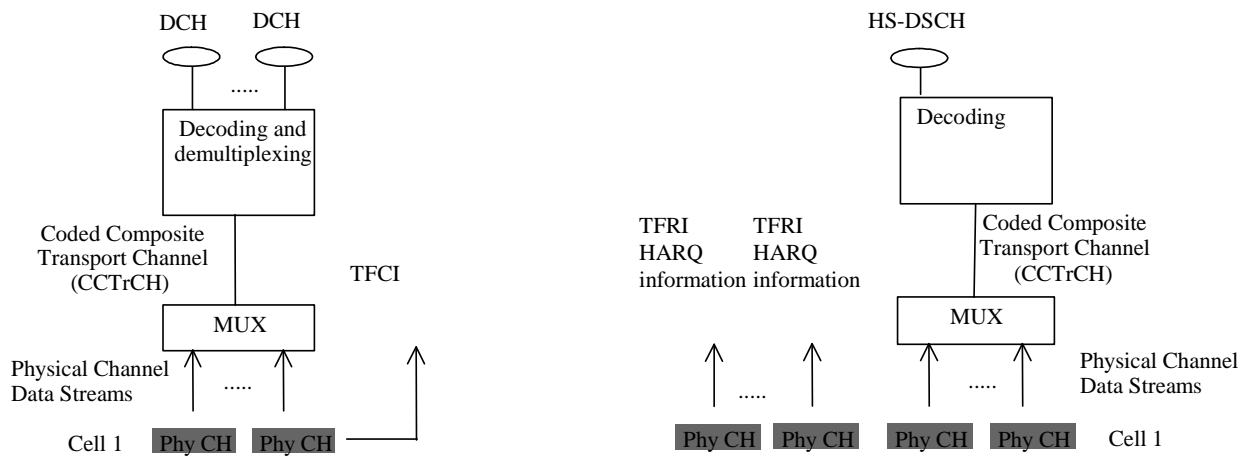 DCH
DCH
.....
Decoding and
demultiplexing
Coded Composite
Transport Channel
(CCTrCH)
TFCI
MUX
Physical Channel
Data Streams
.....
Cell 1
Phy CH
Phy CH
HS-DSCH
Decoding
TFRI
HARQ
information
TFRI
HARQ
information
Coded Composite
Transport Channel
(CCTrCH)
MUX
Physical Channel
Data Streams
.....
.....
Phy CH
Phy CH
Phy CH
Phy CH
Cell 1